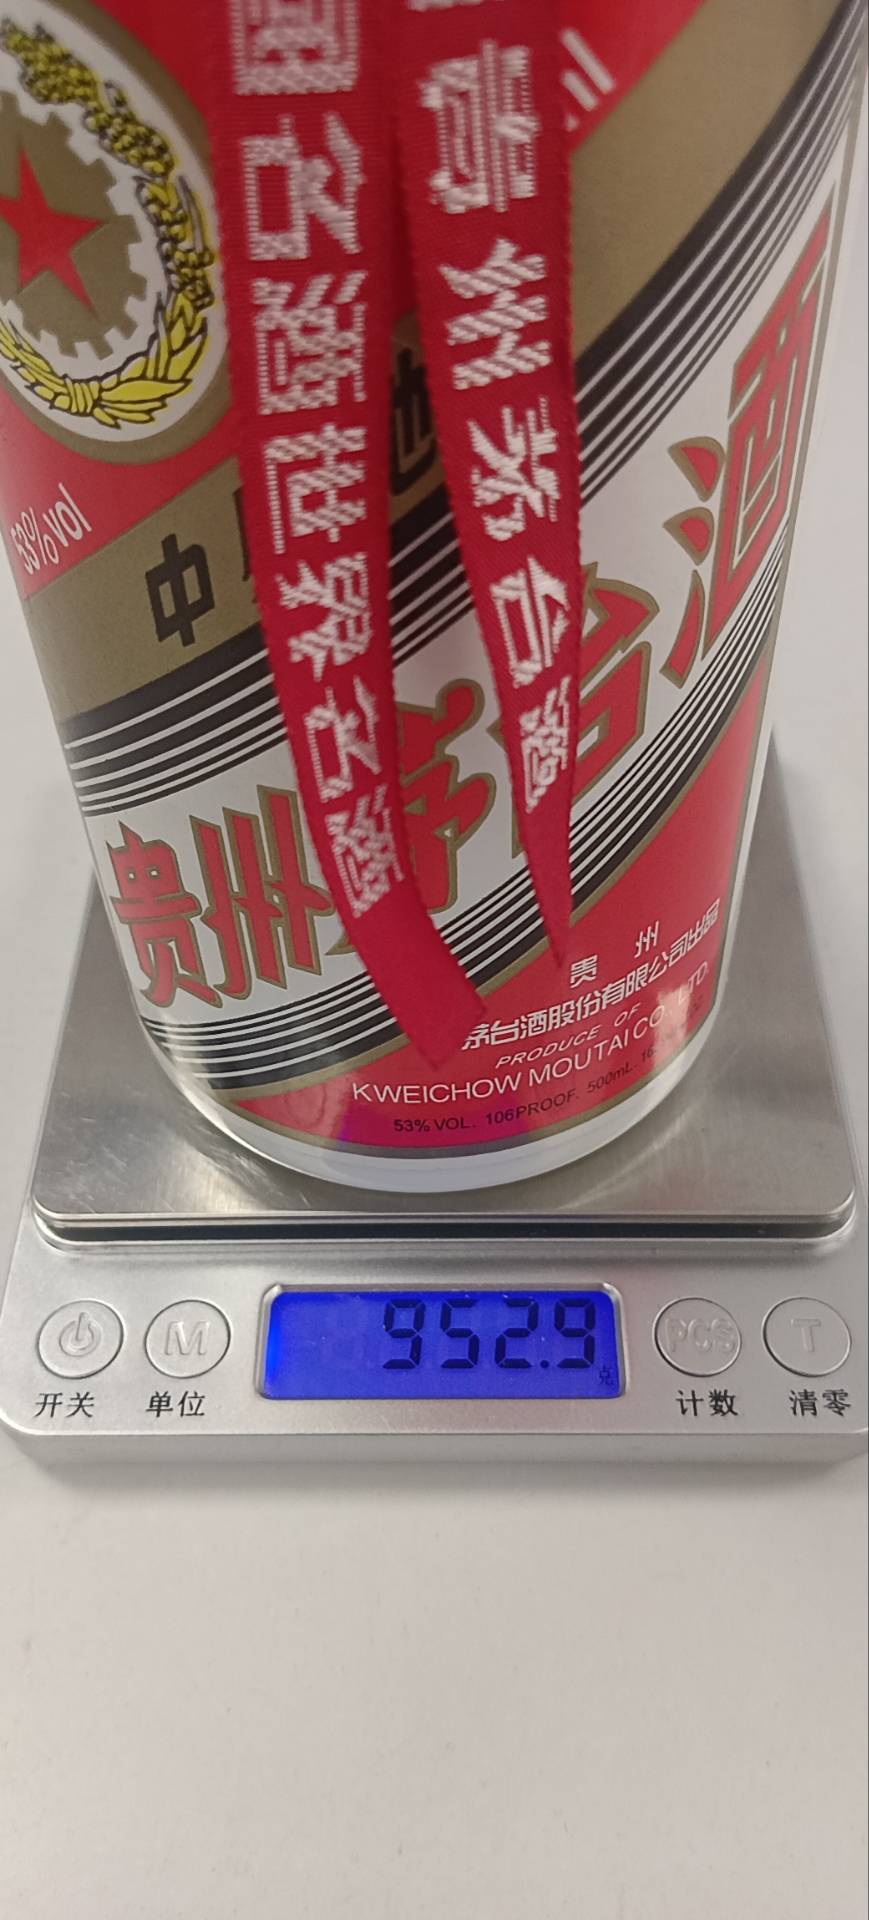 国名酒世界名酒
贵州茅台酒
53%vol
中
贵州茅台酒
贵州
茅台酒股份有限公司出品
PRODUCE OF
KWEICHOW MOUTAI CO., LTD.
53% VOL. 106PROOF. 500mL.
952.9
克
M
PCS
T
开关
单位
计数
清零